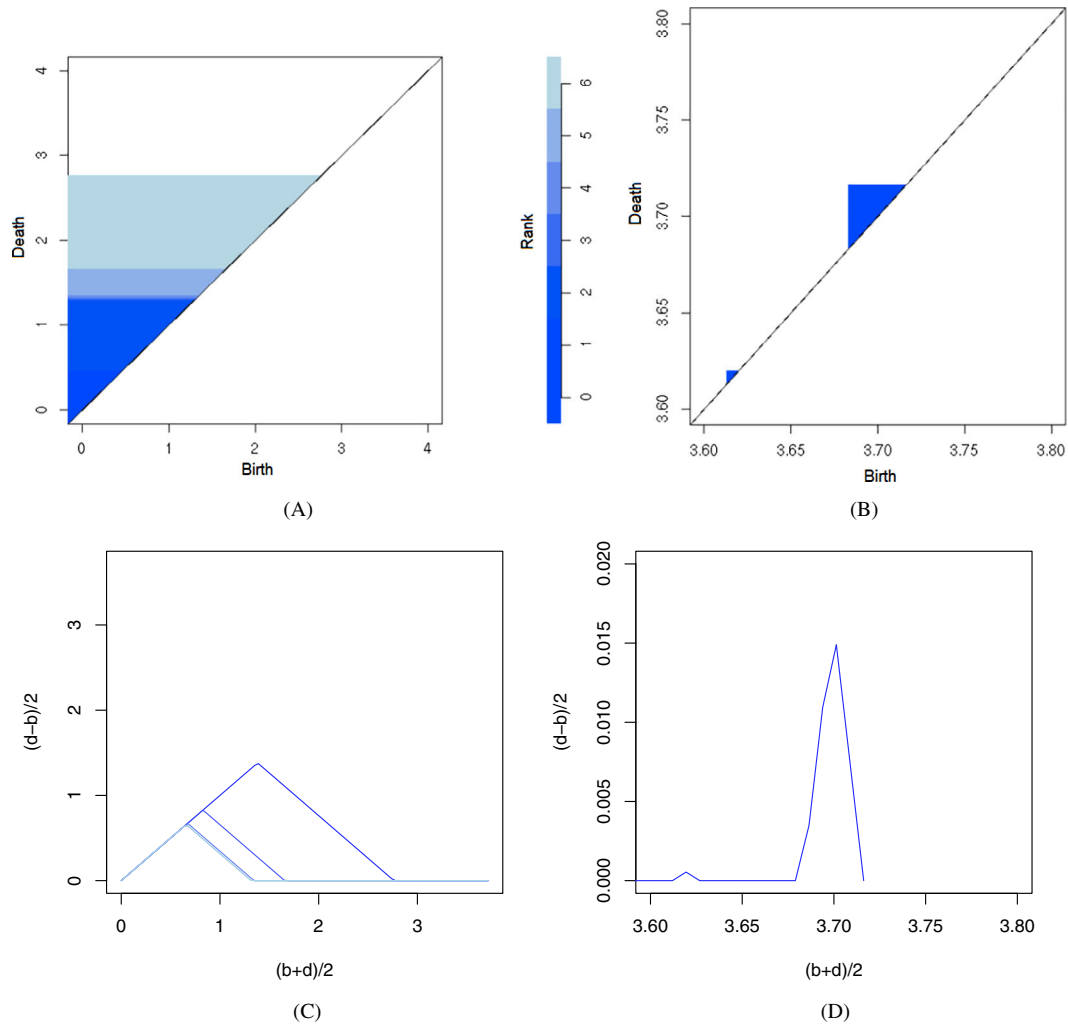 4
3
2
1
0
Death
0 1 2 3 4
Birth
(A)
6
5
4
3
2
1
0
Rank
3.80
3.75
3.70
3.65
3.60
Death
3.60 3.65 3.70 3.75 3.80
Birth
(B)
3
2
1
0
(d−b)/2
0 1 2 3
(b+d)/2
(C)
0.020
0.015
0.010
0.005
0.000
(d−b)/2
3.60 3.65 3.70 3.75 3.80
(b+d)/2
(D)